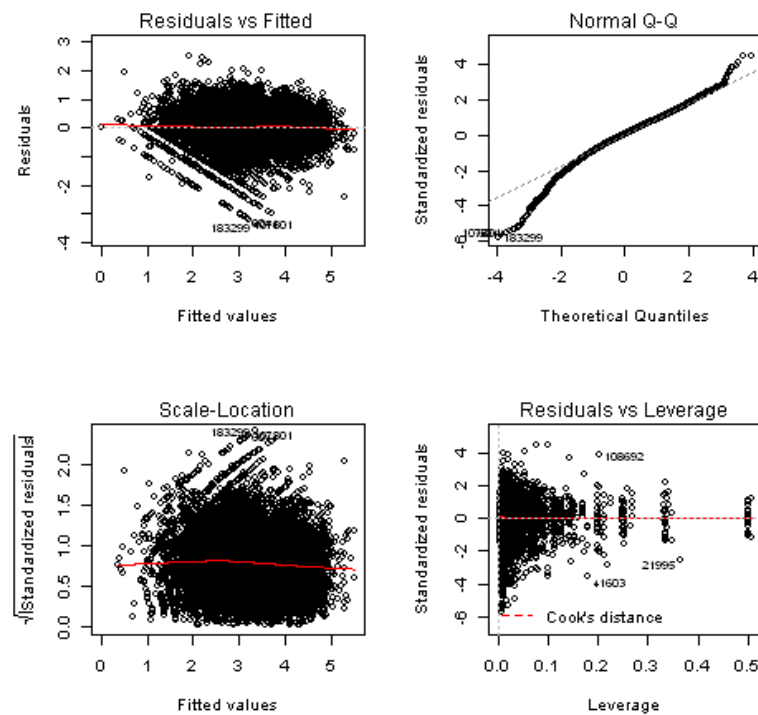 Residuals vs Fitted
Residuals
3
2
1
0
-2
-4
183299
0 1 2 3 4 5
Fitted values
Normal Q-Q
Standardized residuals
4
2
0
-2
-4
-6
183299
-4 -2 0 2 4
Theoretical Quantiles
Scale-Location
√|Standardized residuals|
2.0
1.5
1.0
0.5
0.0
183299
0 1 2 3 4 5
Fitted values
Residuals vs Leverage
Standardized residuals
4
2
0
-2
-4
-6
108692
21995
41603
Cook's distance
0.0 0.1 0.2 0.3 0.4 0.5
Leverage